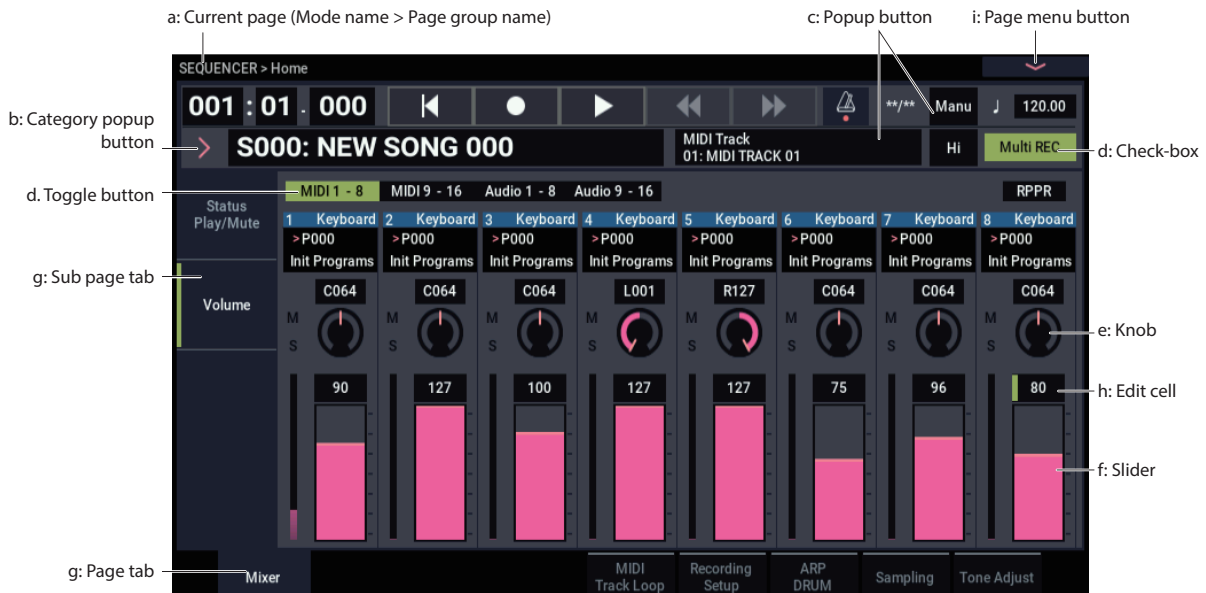 a: Current page (Mode name > Page group name)
c: Popup button
i: Page menu button
SEQUENCER > Home
001 : 01 . 000
**/**
Manu
♩ 120.00
b: Category popup
button
> S000: NEW SONG 000
MIDI Track
01: MIDI TRACK 01
Hi
Multi REC
d: Check-box
d. Toggle button
MIDI 1 - 8
MIDI 9 - 16
Audio 1 - 8
Audio 9 - 16
RPPR
Status
Play/Mute
1 Keyboard 2 Keyboard 3 Keyboard 4 Keyboard 5 Keyboard 6 Keyboard 7 Keyboard 8 Keyboard
>P000 >P000 >P000 >P000 >P000 >P000 >P000 >P000
Init Programs Init Programs Init Programs Init Programs Init Programs Init Programs Init Programs Init Programs
g: Sub page tab
Volume
C064 C064 C064 L001 R127 C064 C064 C064
M M M M M M M M
S S S S S S S S
e: Knob
90 127 100 127 127 75 96 80
h: Edit cell
f: Slider
g: Page tab
Mixer
MIDI
Track Loop
Recording
Setup
ARP
DRUM
Sampling
Tone Adjust